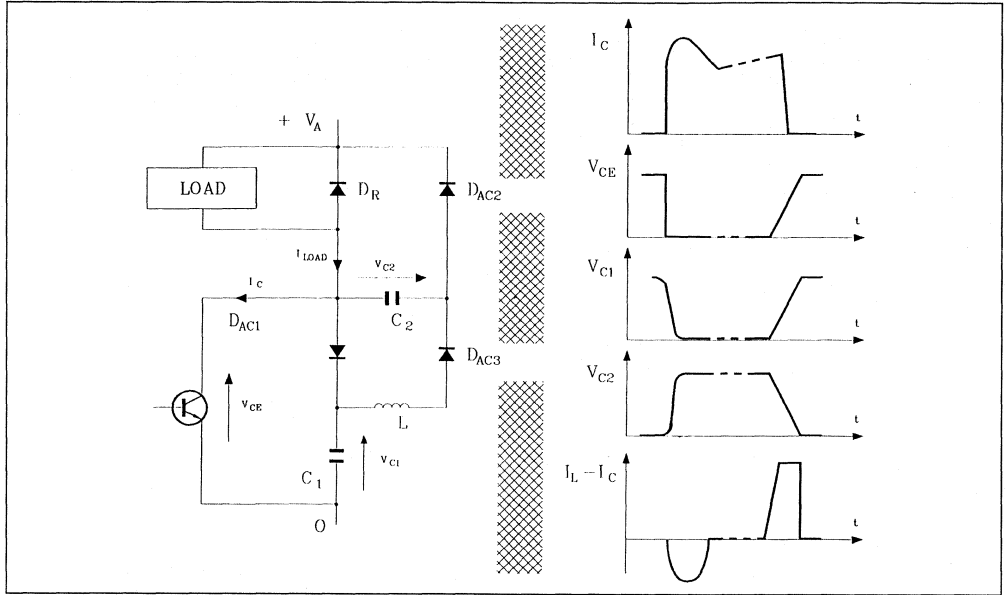 + V_A
LOAD
D_R
D_AC2
I_LOAD
V_C2
I_C
D_AC1
C_2
D_AC3
V_CE
L
V_C1
C_1
O
I_C
t
V_CE
t
V_C1
t
V_C2
t
I_L – I_C
t